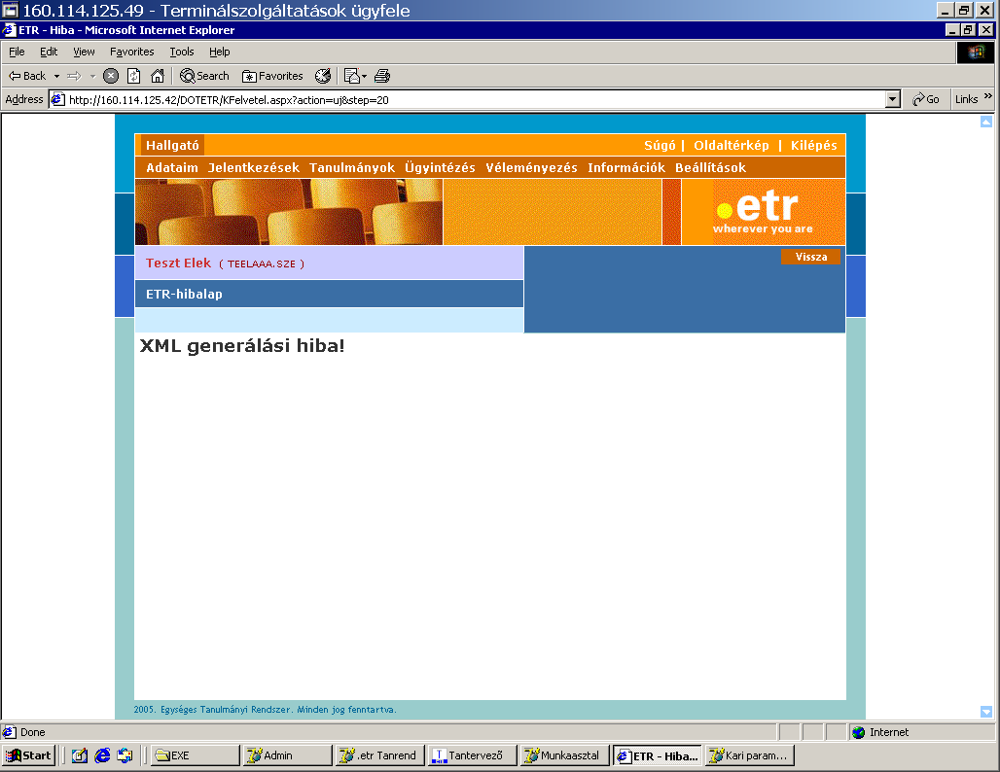 160.114.125.49 - Terminálszolgáltatások ügyfele
ETR - Hiba - Microsoft Internet Explorer
File Edit View Favorites Tools Help
Back Search Favorites
Address http://160.114.125.42/DOTETR/KFelvetel.aspx?action=uj&step=20 Go Links »
Hallgató Súgó | Oldaltérkép | Kilépés
Adataim Jelentkezések Tanulmányok Ügyintézés Véleményezés Információk Beállítások
.etr
wherever you are
Teszt Elek ( TEELAAA.SZE ) Vissza
ETR-hibalap
XML generálási hiba!
2005. Egységes Tanulmányi Rendszer. Minden jog fenntartva.
Done Internet
Start EXE Admin .etr Tanrend Tantervező Munkaasztal ETR - Hiba... Kari param...